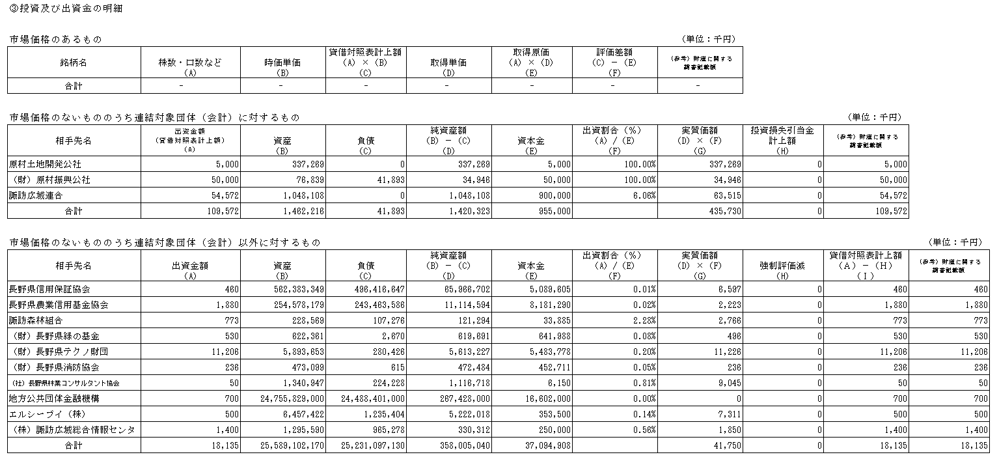 ③投資及び出資金の明細
市場価格のあるもの （単位：千円）
銘柄名 株数・口数など（A） 時価単価（B） 貸借対照表計上額（A）×（B）（C） 取得単価（D） 取得原価（A）×（D）（E） 評価差額（C）－（E）（F） （参考）財産に関する調書記載額
合計 － － － － － － －
市場価格のないもののうち連結対象団体（会計）に対するもの （単位：千円）
相手先名 出資金額（貸借対照表計上額）（A） 資産（B） 負債（C） 純資産額（B）－（C）（D） 資本金（E） 出資割合（%）（A）/（E）（F） 実質価額（D）×（F）（G） 投資損失引当金計上額（H） （参考）財産に関する調書記載額
原村土地開発公社 5,000 337,269 0 337,269 5,000 100.00% 337,269 0 5,000
（財）原村振興公社 50,000 76,839 41,893 34,946 50,000 100.00% 34,946 0 50,000
諏訪広域連合 54,572 1,048,108 0 1,048,108 900,000 6.06% 63,515 0 54,572
合計 109,572 1,462,216 41,893 1,420,323 955,000 435,730 0 109,572
市場価格のないもののうち連結対象団体（会計）以外に対するもの （単位：千円）
相手先名 出資金額（A） 資産（B） 負債（C） 純資産額（B）－（C）（D） 資本金（E） 出資割合（%）（A）/（E）（F） 実質価額（D）×（F）（G） 強制評価減（H） 貸借対照表計上額（Ａ）－（Ｈ）（Ｉ） （参考）財産に関する調書記載額
長野県信用保証協会 460 562,383,349 496,416,647 65,966,702 5,089,605 0.01% 6,597 0 460 460
長野県農業信用基金協会 1,880 254,578,179 243,463,586 11,114,594 8,181,290 0.02% 2,223 0 1,880 1,880
諏訪森林組合 773 228,569 107,276 121,294 33,885 2.28% 2,766 0 773 773
（財）長野県緑の基金 530 622,361 2,670 619,691 641,988 0.08% 496 0 530 530
（財）長野県テクノ財団 11,206 5,893,653 280,426 5,613,227 5,483,778 0.20% 11,226 0 11,206 11,206
（財）長野県消防協会 236 473,099 615 472,484 452,711 0.05% 236 0 236 236
（社）長野県林業コンサルタント協会 50 1,340,947 224,228 1,116,718 6,150 0.81% 9,045 0 50 50
地方公共団体金融機構 700 24,755,829,000 24,488,401,000 267,428,000 16,602,000 0.00% 0 0 700 700
エルシーブイ（株） 500 6,457,422 1,235,404 5,222,018 353,500 0.14% 7,311 0 500 500
（株）諏訪広域総合情報センタ 1,400 1,295,590 965,278 330,312 250,000 0.56% 1,850 0 1,400 1,400
合計 18,135 25,589,102,170 25,231,097,130 358,005,040 37,094,908 41,750 0 18,135 18,135